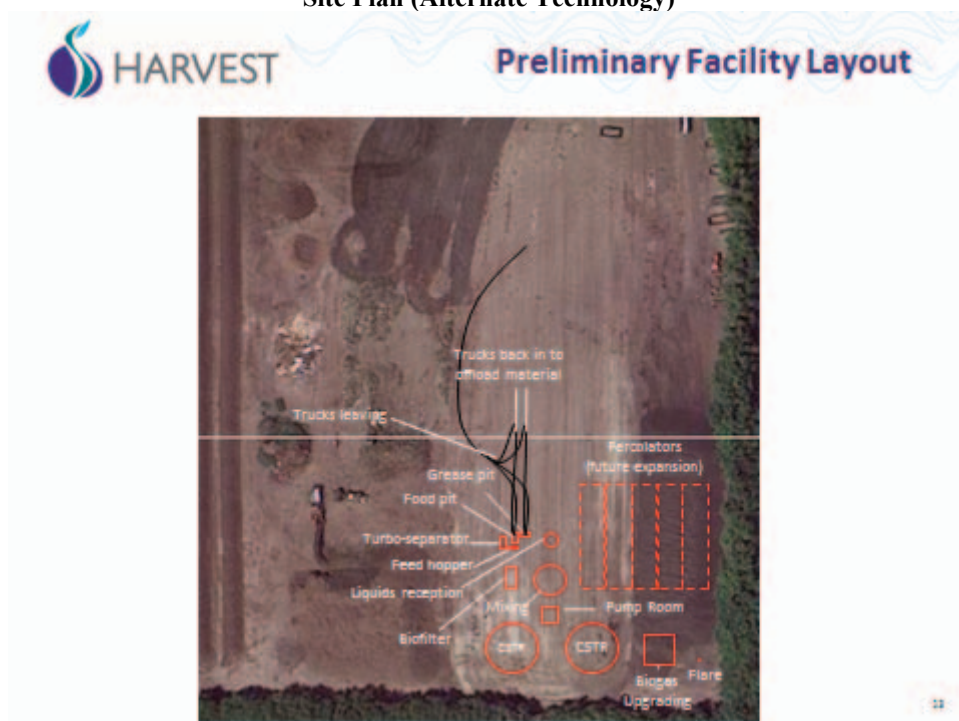 Site Plan (Alternate Technology)
HARVEST
Preliminary Facility Layout
Trucks back in to
offload material
Trucks leaving
Percolators
(future expansion)
Grease pit
Food pit
Turbo-separator
Feed hopper
Liquids reception
Mixing
Pump Room
Biofilter
CSTR
CSTR
Flare
Biogas
Upgrading